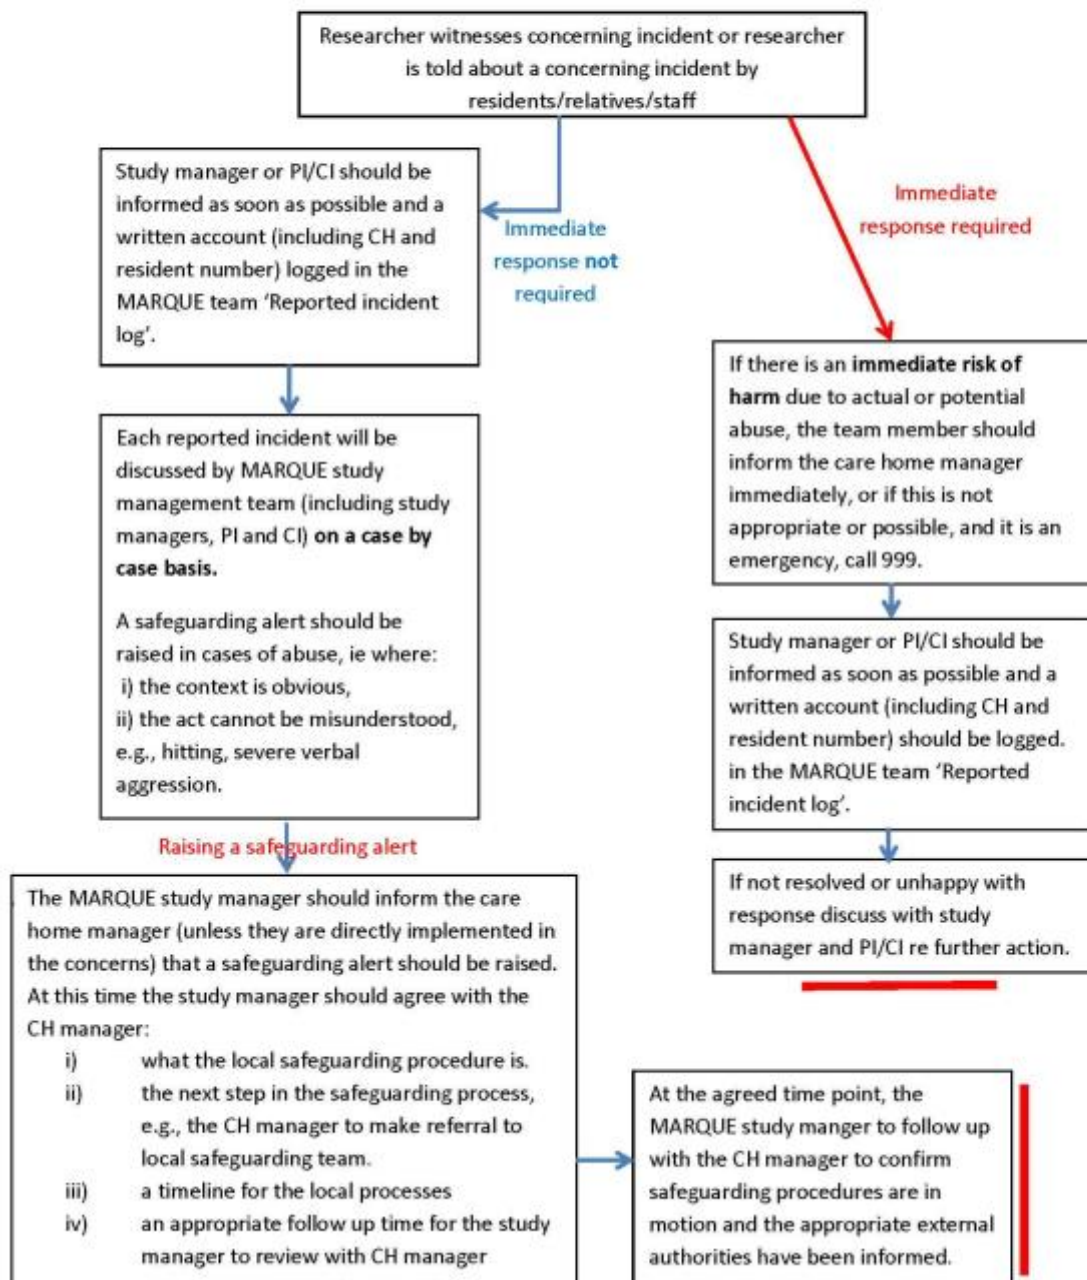 Researcher witnesses concerning incident or researcher
is told about a concerning incident by
residents/relatives/staff
Study manager or PI/CI should be
informed as soon as possible and a
written account (including CH and
resident number) logged in the
MARQUE team ‘Reported incident
log’.
Immediate
response not
required
Immediate
response required
Each reported incident will be
discussed by MARQUE study
management team (including study
managers, PI and CI) on a case by
case basis.
A safeguarding alert should be
raised in cases of abuse, ie where:
i) the context is obvious,
ii) the act cannot be misunderstood,
e.g., hitting, severe verbal
aggression.
If there is an immediate risk of
harm due to actual or potential
abuse, the team member should
inform the care home manager
immediately, or if this is not
appropriate or possible, and it is an
emergency, call 999.
Study manager or PI/CI should be
informed as soon as possible and a
written account (including CH and
resident number) should be logged.
in the MARQUE team ‘Reported
incident log’.
If not resolved or unhappy with
response discuss with study
manager and PI/CI re further action.
Raising a safeguarding alert
The MARQUE study manager should inform the care
home manager (unless they are directly implemented in
the concerns) that a safeguarding alert should be raised.
At this time the study manager should agree with the
CH manager:
i) what the local safeguarding procedure is.
ii) the next step in the safeguarding process,
e.g., the CH manager to make referral to
local safeguarding team.
iii) a timeline for the local processes
iv) an appropriate follow up time for the study
manager to review with CH manager
At the agreed time point, the
MARQUE study manger to follow up
with the CH manager to confirm
safeguarding procedures are in
motion and the appropriate external
authorities have been informed.